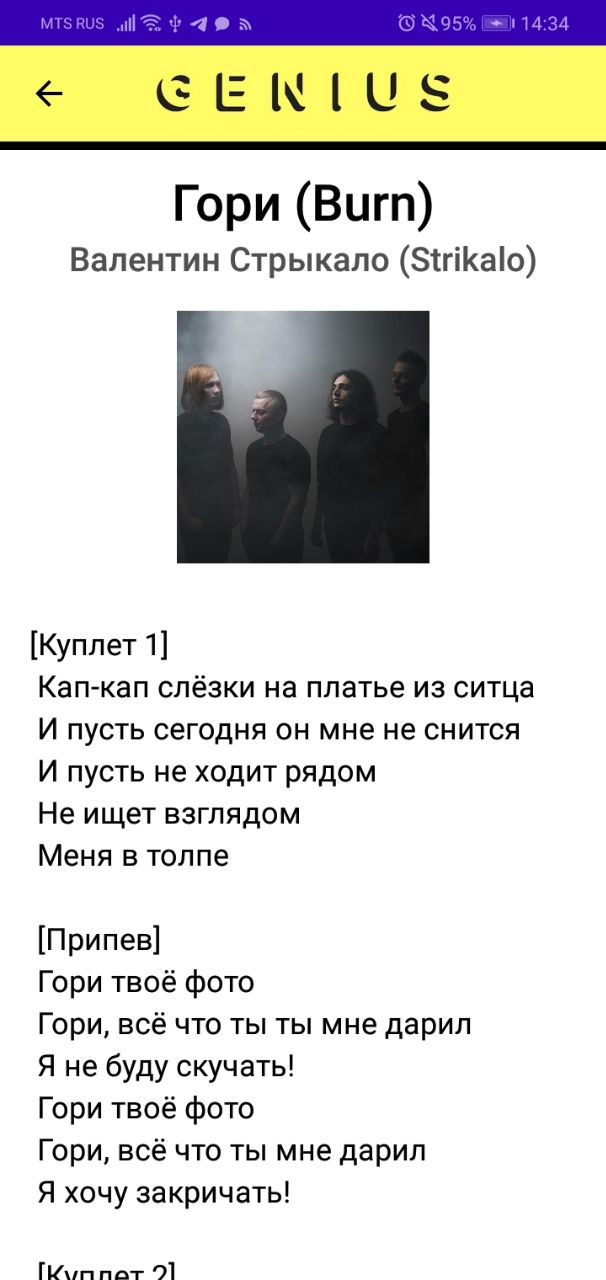 MTS RUS 95% 14:34
GENIUS
Гори (Burn)
Валентин Стрыкало (Strikalo)
[Куплет 1]
Кап-кап слёзки на платье из ситца
И пусть сегодня он мне не снится
И пусть не ходит рядом
Не ищет взглядом
Меня в толпе
[Припев]
Гори твоё фото
Гори, всё что ты ты мне дарил
Я не буду скучать!
Гори твоё фото
Гори, всё что ты мне дарил
Я хочу закричать!
[Куплет 2]